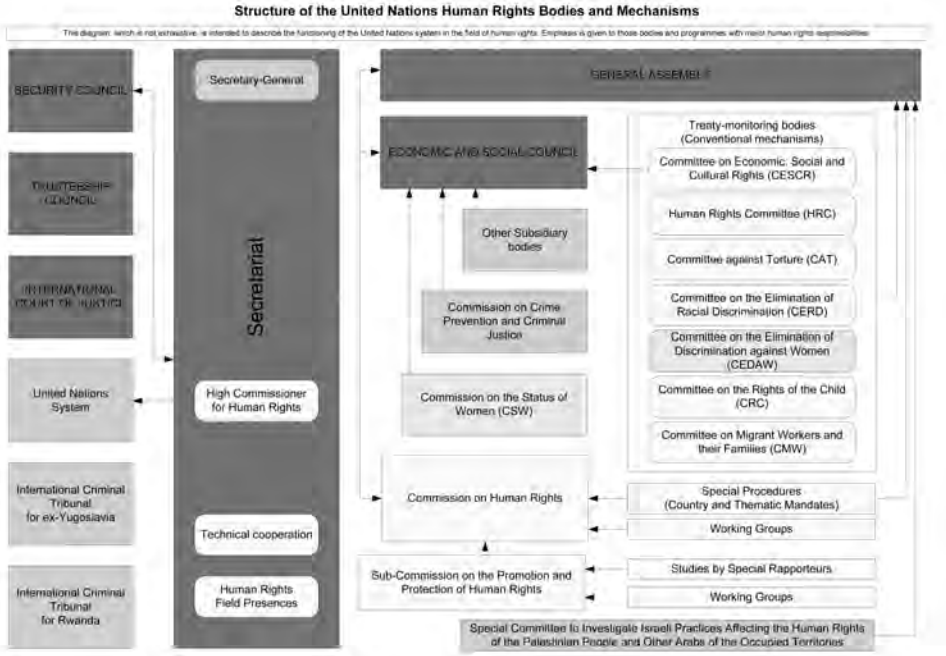 Structure of the United Nations Human Rights Bodies and Mechanisms
This diagram, which is not exhaustive, is intended to describe the functioning of the United Nations system in the field of human rights. Emphasis is given to those bodies and programmes with major human rights responsibilities.
SECURITY COUNCIL
TRUSTEESHIP
COUNCIL
INTERNATIONAL
COURT OF JUSTICE
United Nations
System
International Criminal
Tribunal
for ex-Yugoslavia
International Criminal
Tribunal
for Rwanda
Secretary-General
Secretariat
High Commissioner
for Human Rights
Technical cooperation
Human Rights
Field Presences
GENERAL ASSEMBLY
ECONOMIC AND SOCIAL COUNCIL
Other Subsidiary
bodies
Commission on Crime
Prevention and Criminal
Justice
Commission on the Status of
Women (CSW)
Commission on Human Rights
Sub-Commission on the Promotion and
Protection of Human Rights
Treaty-monitoring bodies
(Conventional mechanisms)
Committee on Economic, Social and
Cultural Rights (CESCR)
Human Rights Committee (HRC)
Committee against Torture (CAT)
Committee on the Elimination of
Racial Discrimination (CERD)
Committee on the Elimination of
Discrimination against Women
(CEDAW)
Committee on the Rights of the Child
(CRC)
Committee on Migrant Workers and
their Families (CMW)
Special Procedures
(Country and Thematic Mandates)
Working Groups
Studies by Special Rapporteurs
Working Groups
Special Committee to Investigate Israeli Practices Affecting the Human Rights
of the Palestinian People and Other Arabs of the Occupied Territories